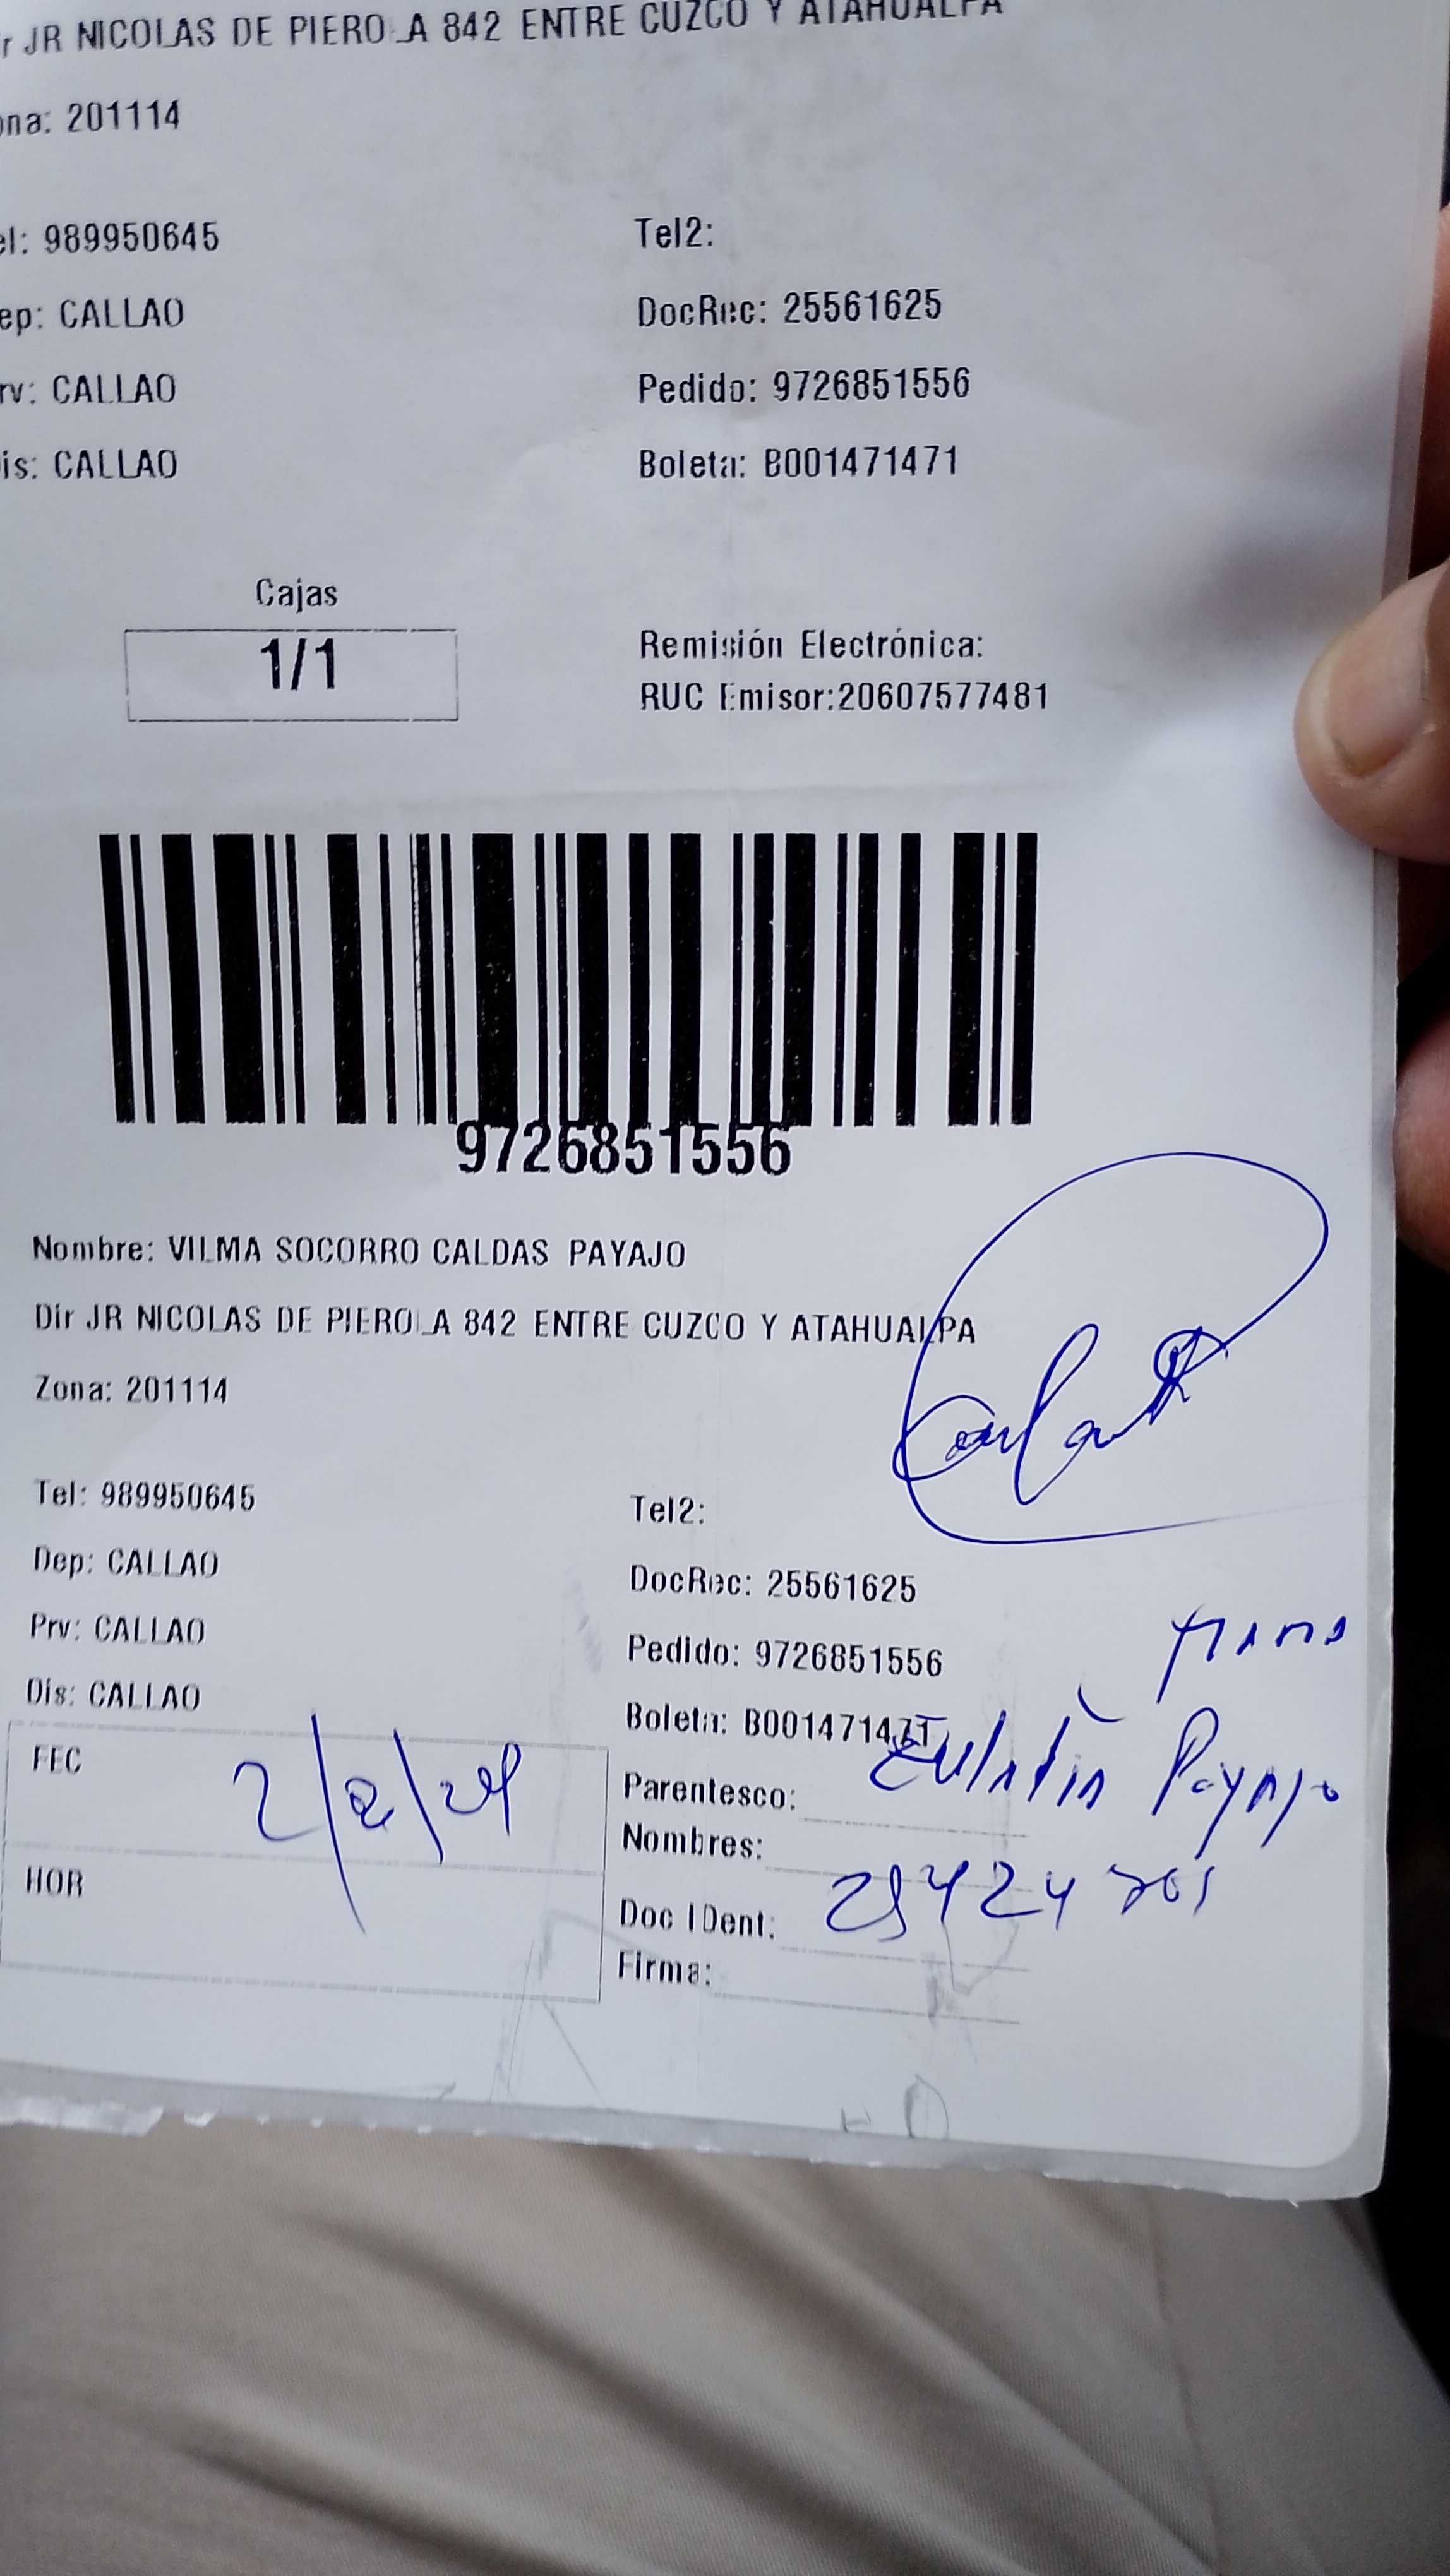 r JR NICOLAS DE PIEROLA 842 ENTRE CUZCO Y ATAHUALPA
ona: 201114
el: 989950645 Tel2:
ep: CALLAO DocRec: 25561625
rv: CALLAO Pedido: 9726851556
is: CALLAO Boleta: B001471471
Cajas
1/1
Remisión Electrónica:
RUC Emisor:20607577481
9726851556
Nombre: VILMA SOCORRO CALDAS PAYAJO
Dir JR NICOLAS DE PIEROLA 842 ENTRE CUZCO Y ATAHUALPA
Zona: 201114
Tel: 989950645 Tel2:
Dep: CALLAO DocRec: 25561625
Prv: CALLAO Pedido: 9726851556
Dis: CALLAO Boleta: B001471471
FEC 2/2/24
HOR
Parentesco:
Payajo
Nombres:
Doc IDent:
Firma: